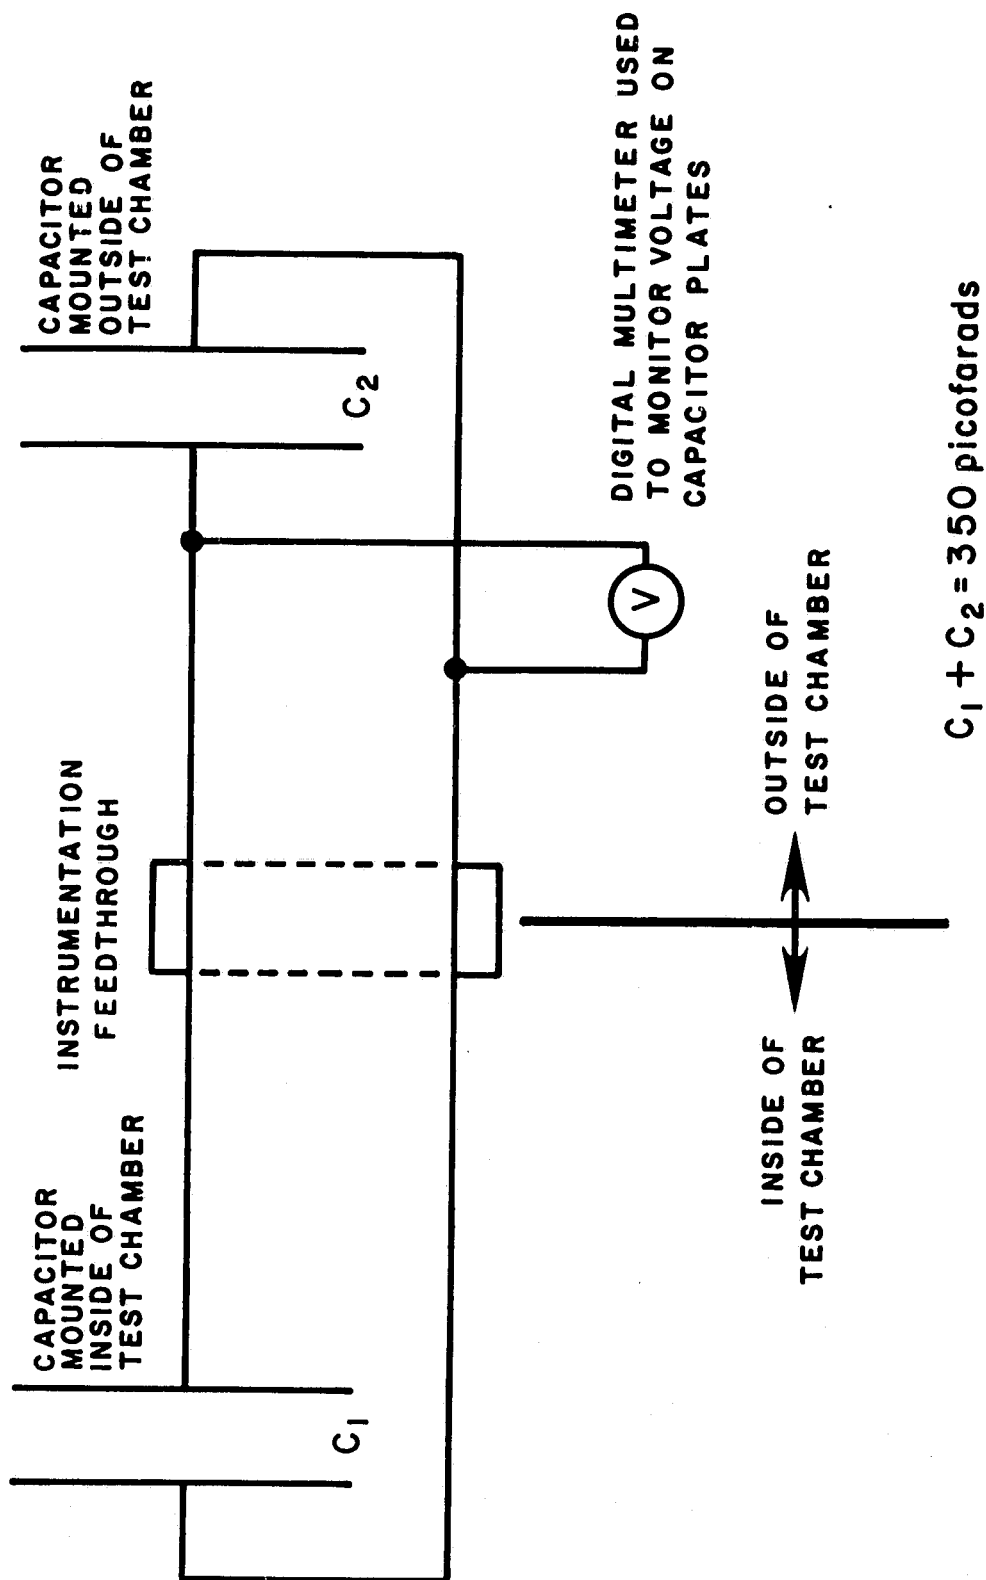 CAPACITOR
MOUNTED
INSIDE OF
TEST CHAMBER
INSTRUMENTATION
FEEDTHROUGH
CAPACITOR
MOUNTED
OUTSIDE OF
TEST CHAMBER
C1
C2
V
DIGITAL MULTIMETER USED
TO MONITOR VOLTAGE ON
CAPACITOR PLATES
INSIDE OF
TEST CHAMBER
OUTSIDE OF
TEST CHAMBER
C1 + C2 = 350 picofarads